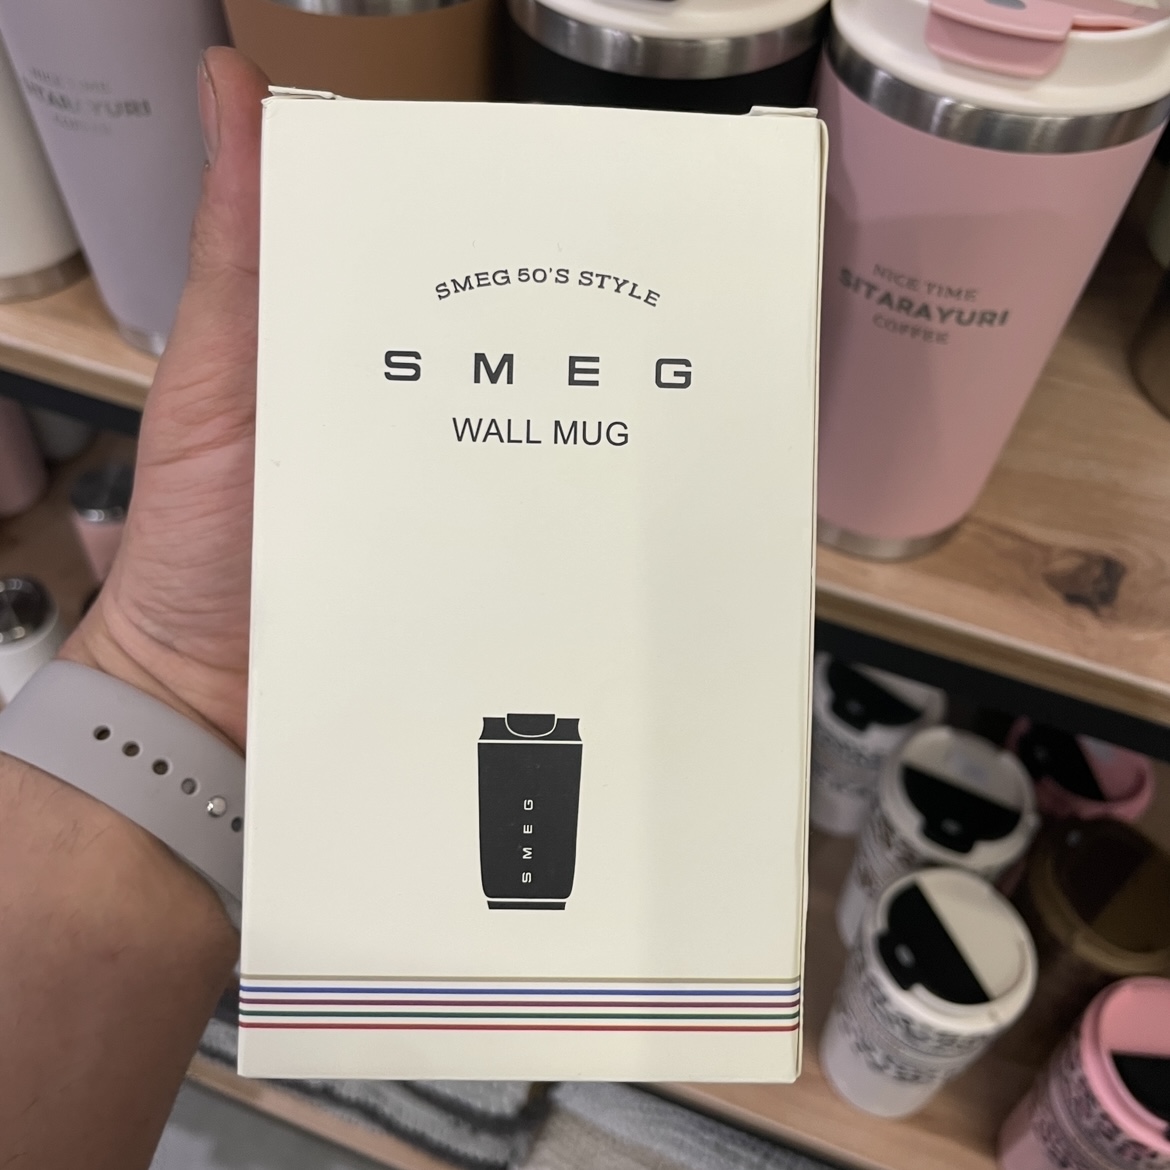 SMEG 50'S STYLE
SMEG
WALL MUG
SMEG
NICE TIME
SITARAYURI
COFFEE